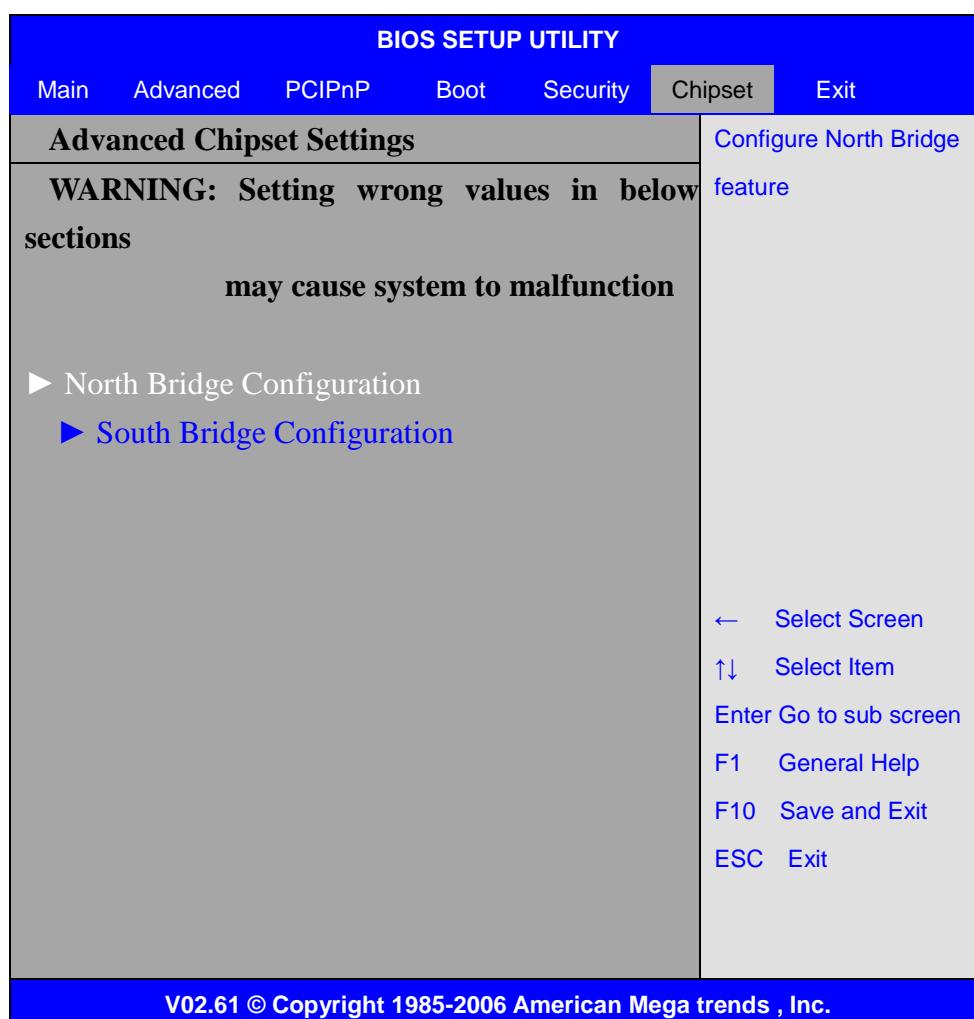 BIOS SETUP UTILITY
Main Advanced PCIPnP Boot Security Chipset Exit
Advanced Chipset Settings
WARNING: Setting wrong values in below
sections
may cause system to malfunction
► North Bridge Configuration
► South Bridge Configuration
Configure North Bridge
feature
← Select Screen
↑↓ Select Item
Enter Go to sub screen
F1 General Help
F10 Save and Exit
ESC Exit
V02.61 © Copyright 1985-2006 American Mega trends , Inc.